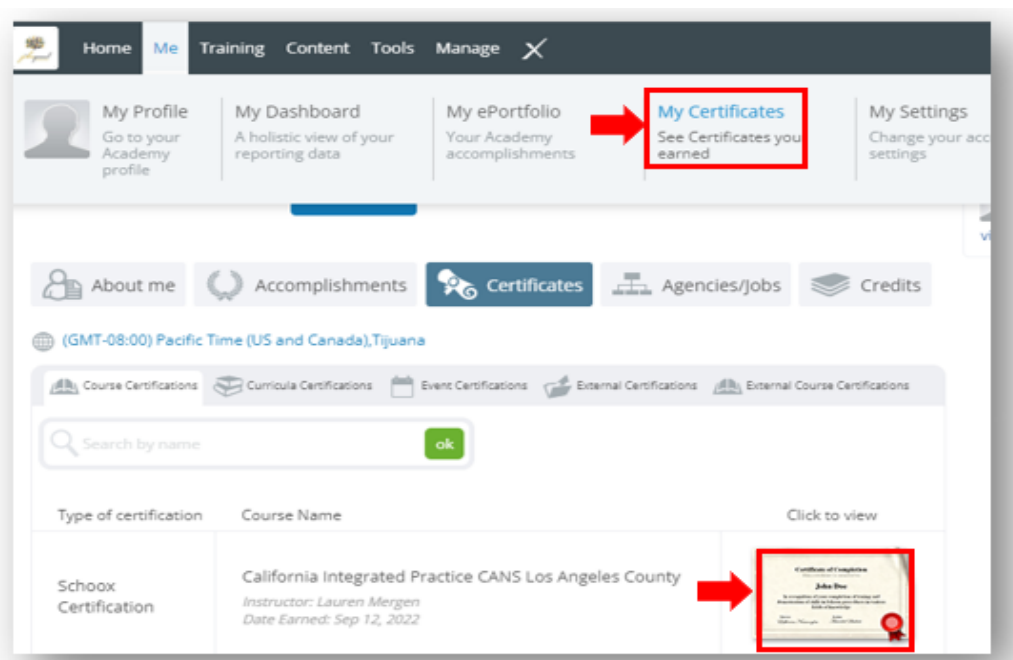 Home Me Training Content Tools Manage
My Profile
Go to your
Academy
profile
My Dashboard
A holistic view of your
reporting data
My ePortfolio
Your Academy
accomplishments
My Certificates
See Certificates you
earned
My Settings
Change your acc
settings
vi
About me Accomplishments Certificates Agencies/Jobs Credits
(GMT-08:00) Pacific Time (US and Canada),Tijuana
Course Certifications Curricula Certifications Event Certifications External Certifications External Course Certifications
Search by name ok
Type of certification Course Name Click to view
Schoox
Certification
California Integrated Practice CANS Los Angeles County
Instructor: Lauren Mergen
Date Earned: Sep 12, 2022
Certificate of Completion
John Doe